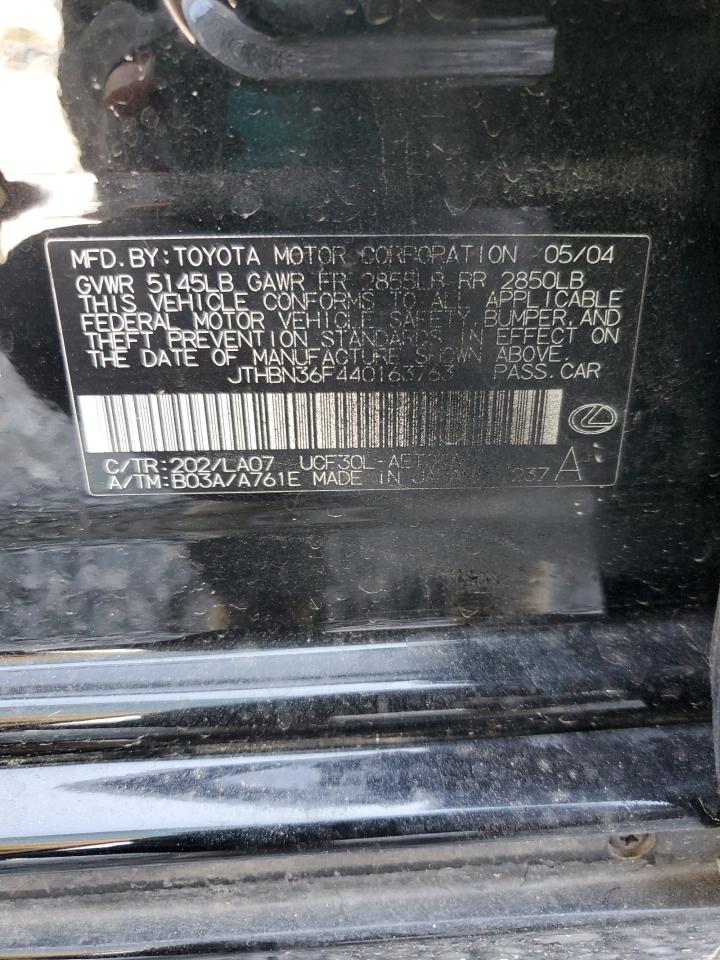 MFD.BY:TOYOTA MOTOR CORPORATION 05/04
GVWR 5145LB GAWR FR 2855LB RR 2850LB
THIS VEHICLE CONFORMS TO ALL APPLICABLE
FEDERAL MOTOR VEHICLE SAFETY BUMPER,AND
THEFT PREVENTION STANDARDS IN EFFECT ON
THE DATE OF MANUFACTURE SHOWN ABOVE.
JTHBN36F440163763 PASS.CAR
C/TR:202/LA07 UCF30L-
A/TM:B03A/A761E MADE IN 237 A